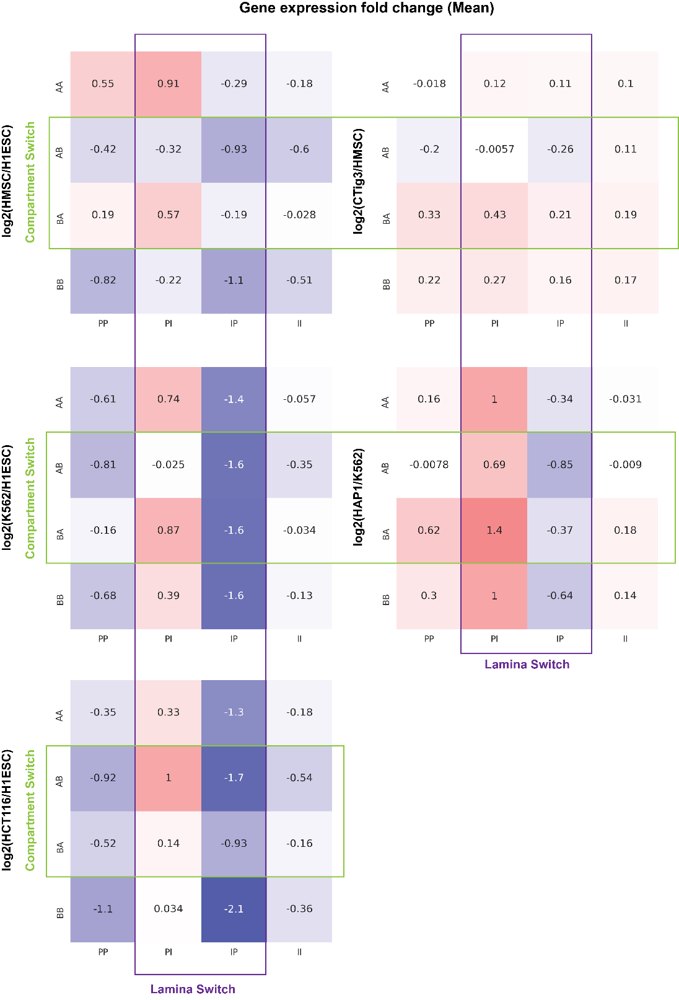 Gene expression fold change (Mean)
log2(HMSC/H1ESC)
Compartment Switch
AA 0.55 0.91 -0.29 -0.18
AB -0.42 -0.32 -0.93 -0.6
BA 0.19 0.57 -0.19 -0.028
BB -0.82 -0.22 -1.1 -0.51
PP PI IP II
log2(CTig3/HMSC)
AA -0.018 0.12 0.11 0.1
AB -0.2 -0.0057 -0.26 0.11
BA 0.33 0.43 0.21 0.19
BB 0.22 0.27 0.16 0.17
PP PI IP II
log2(K562/H1ESC)
Compartment Switch
AA -0.61 0.74 -1.4 -0.057
AB -0.81 -0.025 -1.6 -0.35
BA -0.16 0.87 -1.6 -0.034
BB -0.68 0.39 -1.6 -0.13
PP PI IP II
log2(HAP1/K562)
AA 0.16 1 -0.34 -0.031
AB -0.0078 0.69 -0.85 -0.009
BA 0.62 1.4 -0.37 0.18
BB 0.3 1 -0.64 0.14
PP PI IP II
Lamina Switch
log2(HCT116/H1ESC)
Compartment Switch
AA -0.35 0.33 -1.3 -0.18
AB -0.92 1 -1.7 -0.54
BA -0.52 0.14 -0.93 -0.16
BB -1.1 0.034 -2.1 -0.36
PP PI IP II
Lamina Switch